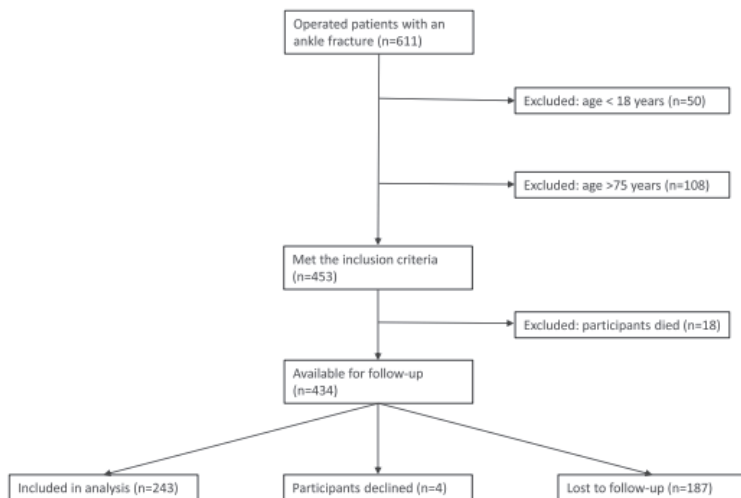 Operated patients with an
ankle fracture (n=611)
Excluded: age < 18 years (n=50)
Excluded: age >75 years (n=108)
Met the inclusion criteria
(n=453)
Excluded: participants died (n=18)
Available for follow-up
(n=434)
Included in analysis (n=243)
Participants declined (n=4)
Lost to follow-up (n=187)